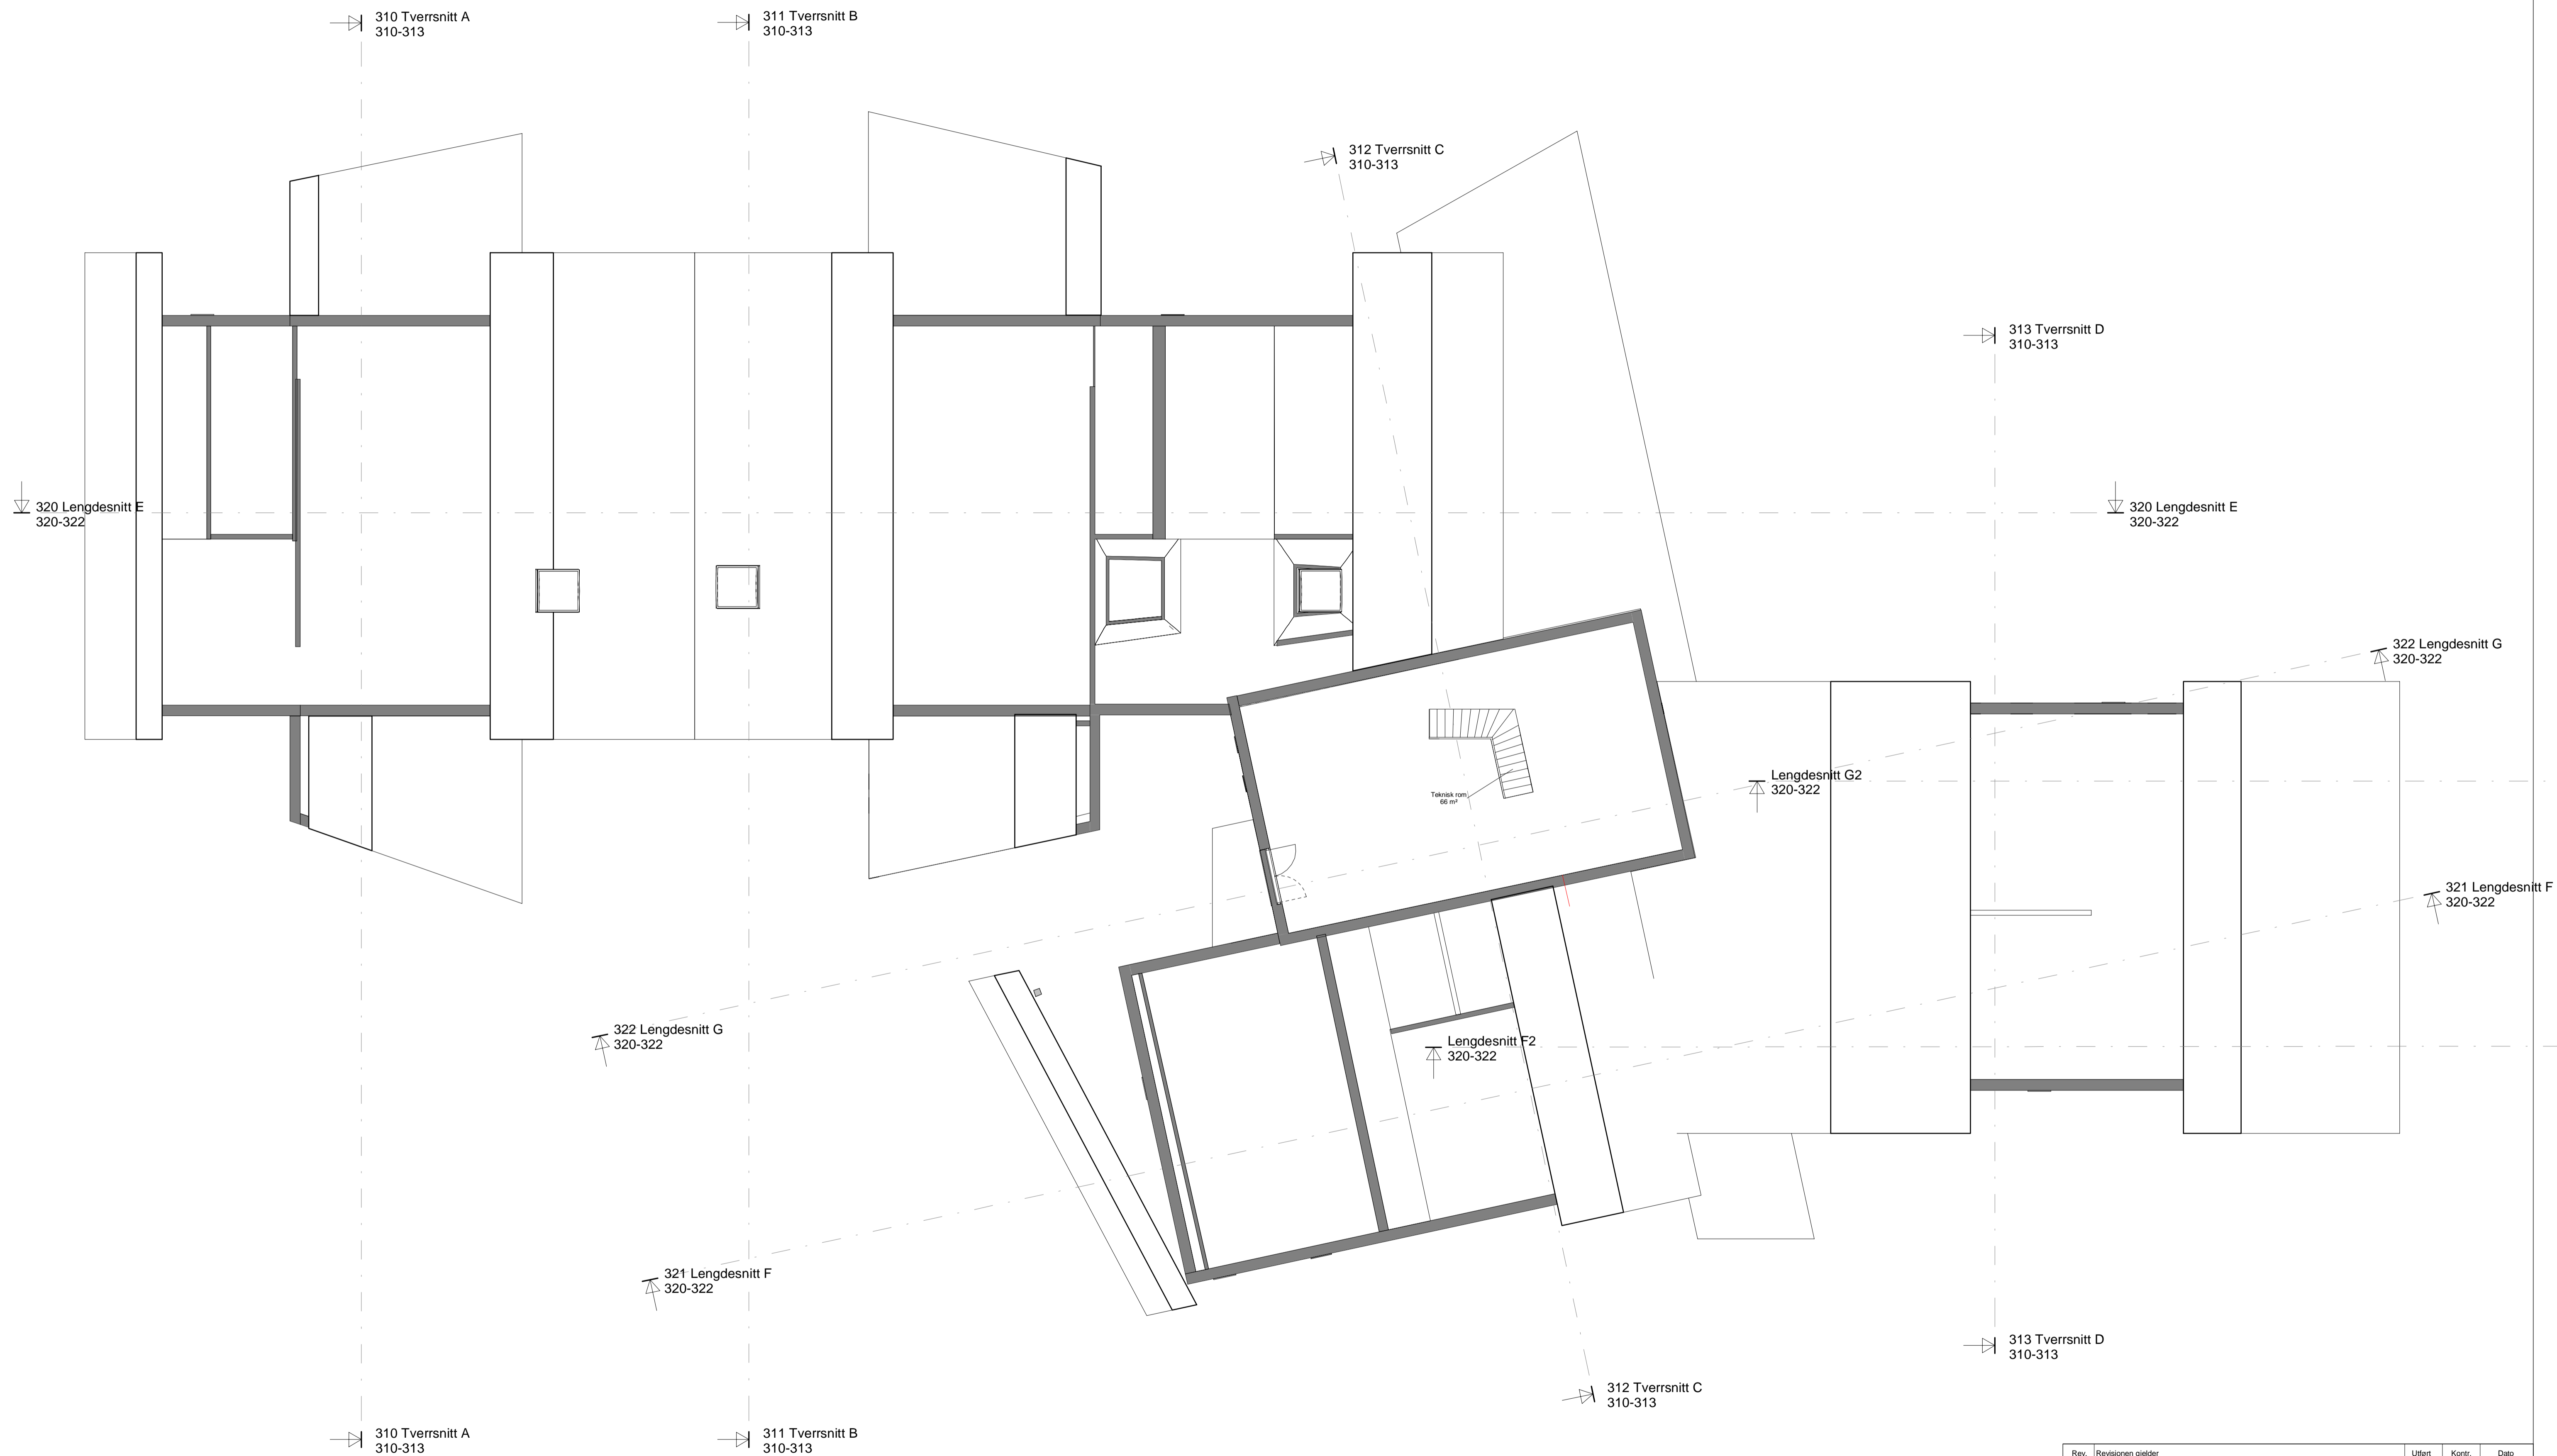 310 Tverrsnitt A
310-313
311 Tverrsnitt B
310-313
312 Tverrsnitt C
310-313
313 Tverrsnitt D
310-313
320 Lengdesnitt E
320-322
320 Lengdesnitt E
320-322
322 Lengdesnitt G
320-322
Lengdesnitt G2
320-322
Teknisk rom
66 m²
321 Lengdesnitt F
320-322
322 Lengdesnitt G
320-322
Lengdesnitt F2
320-322
321 Lengdesnitt F
320-322
313 Tverrsnitt D
310-313
312 Tverrsnitt C
310-313
310 Tverrsnitt A
310-313
311 Tverrsnitt B
310-313
Rev. Revisjonen gjelder Utført Kontr. Dato